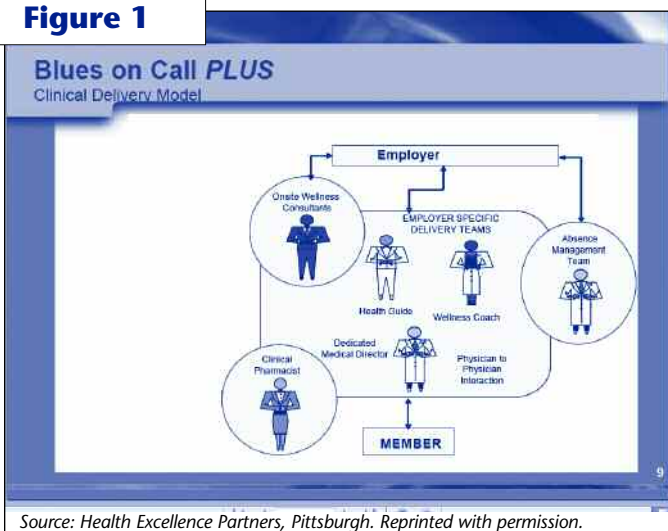 Figure 1
Blues on Call PLUS
Clinical Delivery Model
Employer
Onsite Wellness
Consultants
EMPLOYER SPECIFIC
DELIVERY TEAMS
Absence
Management
Team
Health Guide
Wellness Coach
Dedicated
Medical Director
Physician to
Physician
Interaction
Clinical
Pharmacist
MEMBER
9
Source: Health Excellence Partners, Pittsburgh. Reprinted with permission.